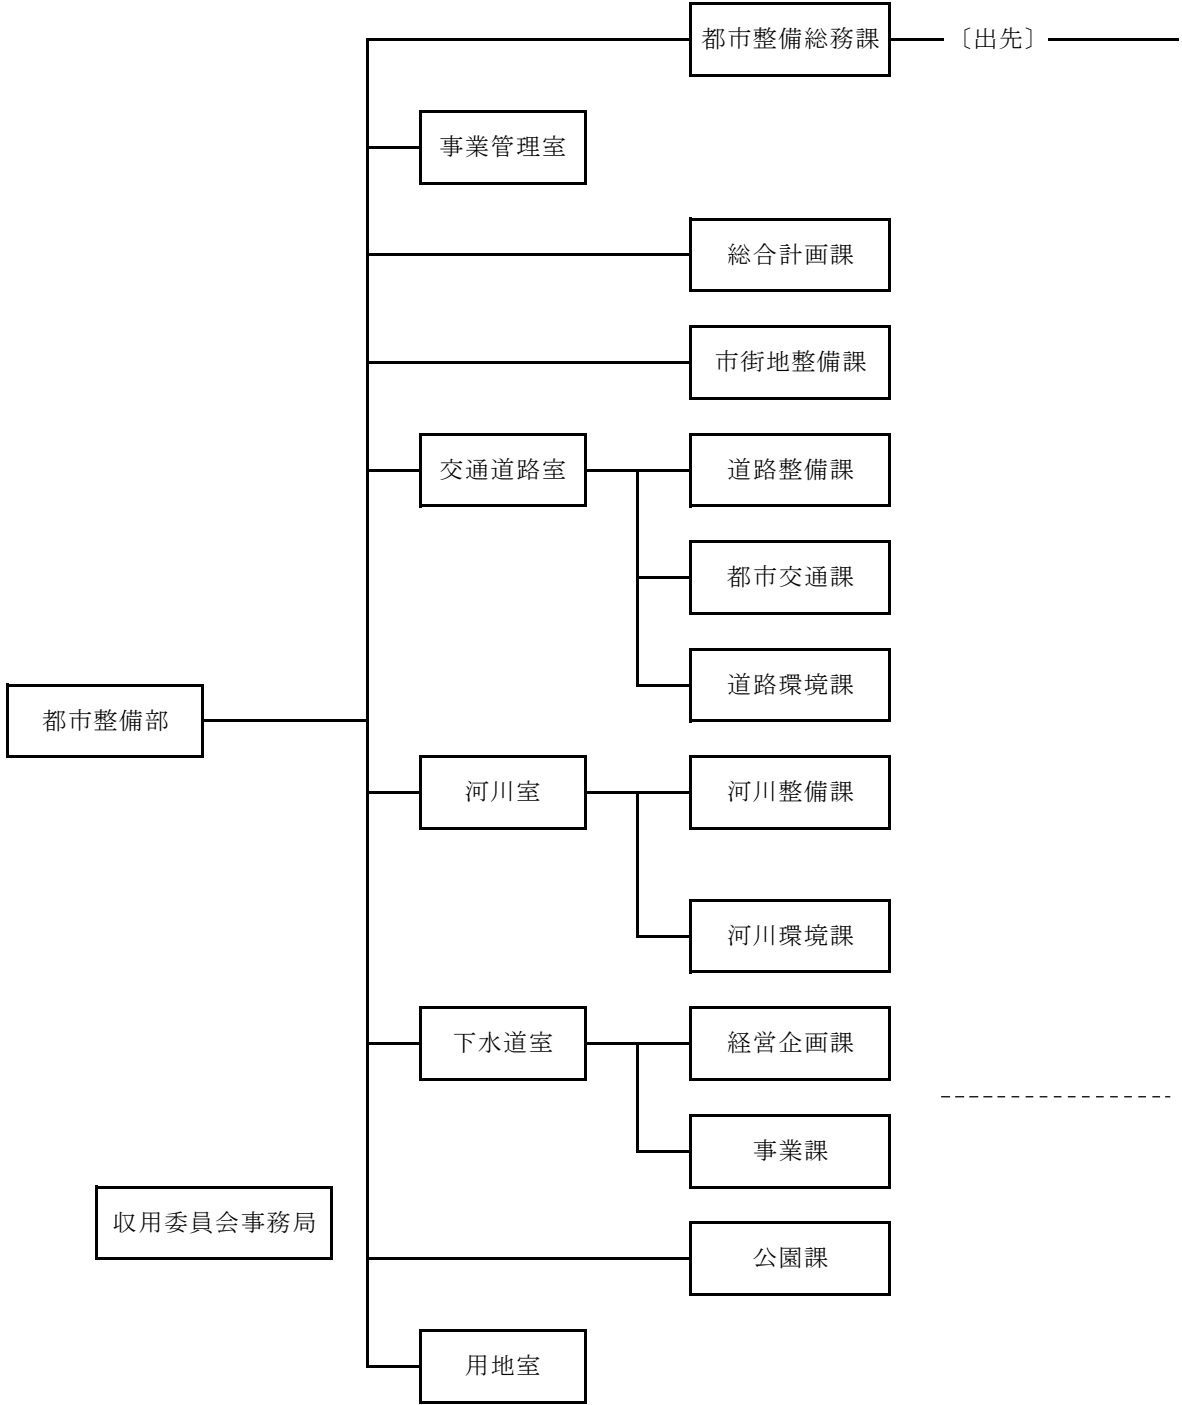 都市整備総務課
〔出先〕
事業管理室
総合計画課
市街地整備課
交通道路室
道路整備課
都市交通課
道路環境課
都市整備部
河川室
河川整備課
河川環境課
下水道室
経営企画課
事業課
収用委員会事務局
公園課
用地室